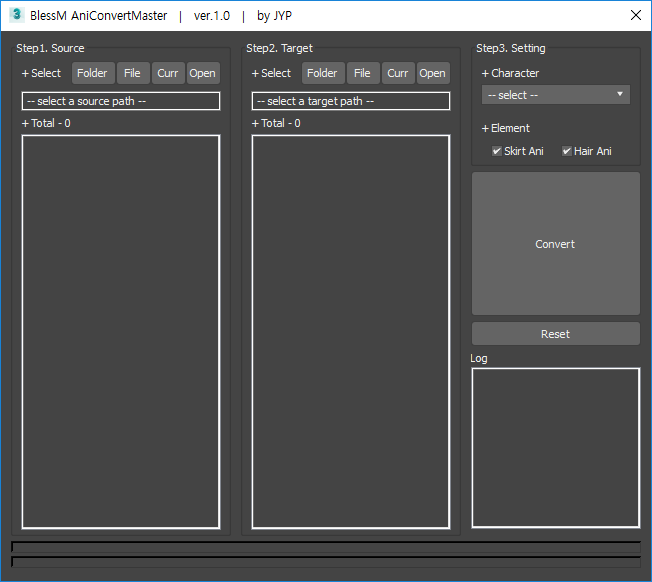 BlessM AniConvertMaster | ver.1.0 | by JYP
Step1. Source
+ Select Folder File Curr Open
-- select a source path --
+ Total - 0
Step2. Target
+ Select Folder File Curr Open
-- select a target path --
+ Total - 0
Step3. Setting
+ Character
-- select --
+ Element
Skirt Ani Hair Ani
Convert
Reset
Log